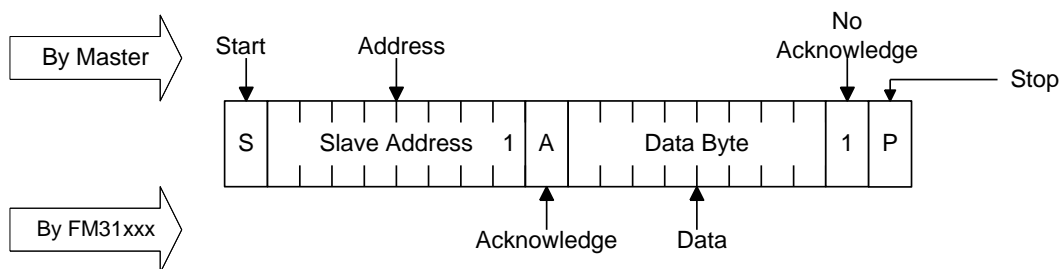 By Master
Start
Address
No
Acknowledge
Stop
S
Slave Address
1
A
Data Byte
1
P
By FM31xxx
Acknowledge
Data